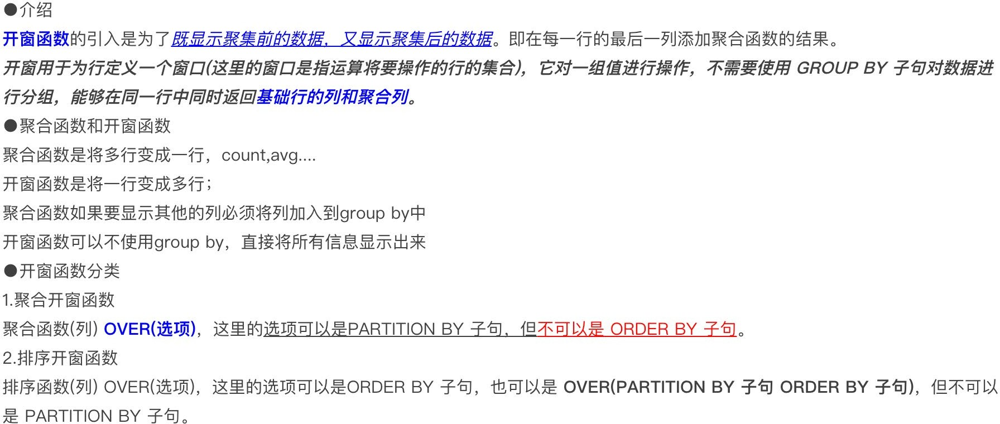 ●介绍
开窗函数的引入是为了既显示聚集前的数据，又显示聚集后的数据。即在每一行的最后一列添加聚合函数的结果。
开窗用于为行定义一个窗口(这里的窗口是指运算将要操作的行的集合)，它对一组值进行操作，不需要使用 GROUP BY 子句对数据进
行分组，能够在同一行中同时返回基础行的列和聚合列。
●聚合函数和开窗函数
聚合函数是将多行变成一行，count,avg....
开窗函数是将一行变成多行；
聚合函数如果要显示其他的列必须将列加入到group by中
开窗函数可以不使用group by，直接将所有信息显示出来
●开窗函数分类
1.聚合开窗函数
聚合函数(列) OVER(选项)，这里的选项可以是PARTITION BY 子句，但不可以是 ORDER BY 子句。
2.排序开窗函数
排序函数(列) OVER(选项)，这里的选项可以是ORDER BY 子句，也可以是 OVER(PARTITION BY 子句 ORDER BY 子句)，但不可以
是 PARTITION BY 子句。